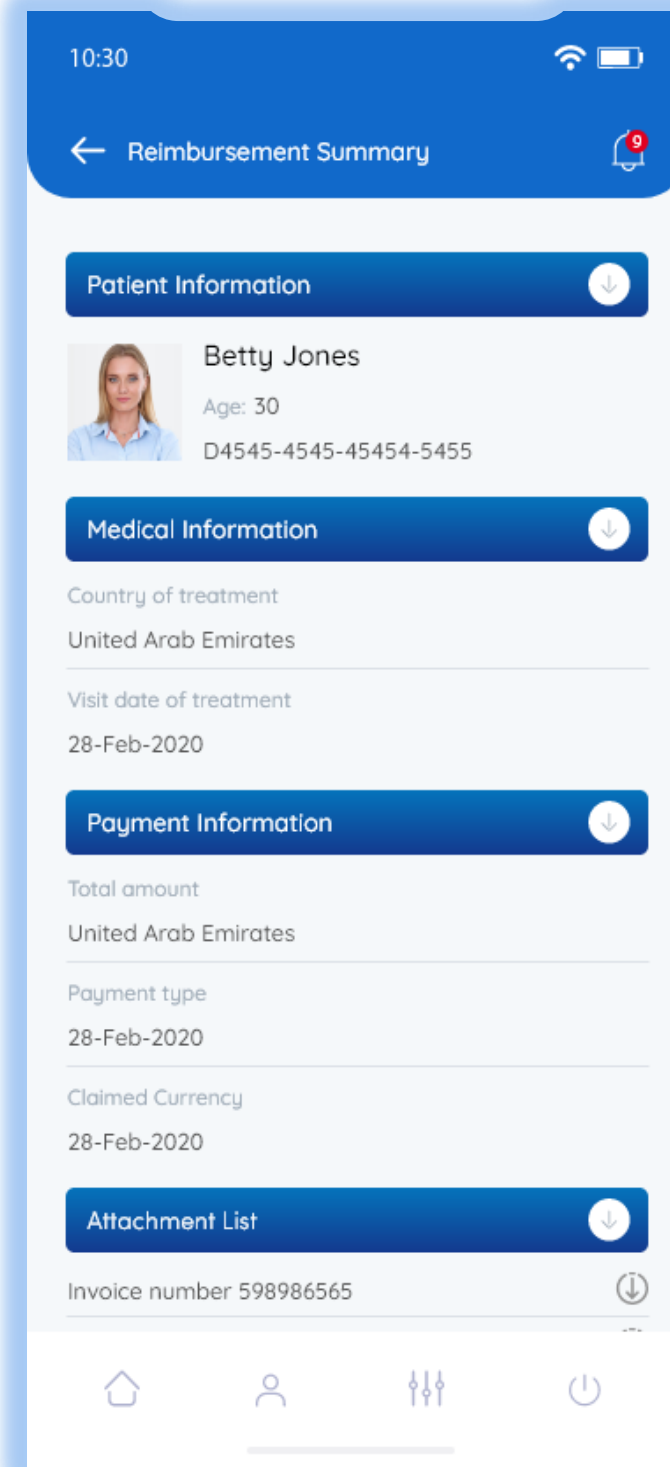 10:30
Reimbursement Summary
9
Patient Information
Betty Jones
Age: 30
D4545-4545-45454-5455
Medical Information
Country of treatment
United Arab Emirates
Visit date of treatment
28-Feb-2020
Payment Information
Total amount
United Arab Emirates
Payment type
28-Feb-2020
Claimed Currency
28-Feb-2020
Attachment List
Invoice number 598986565